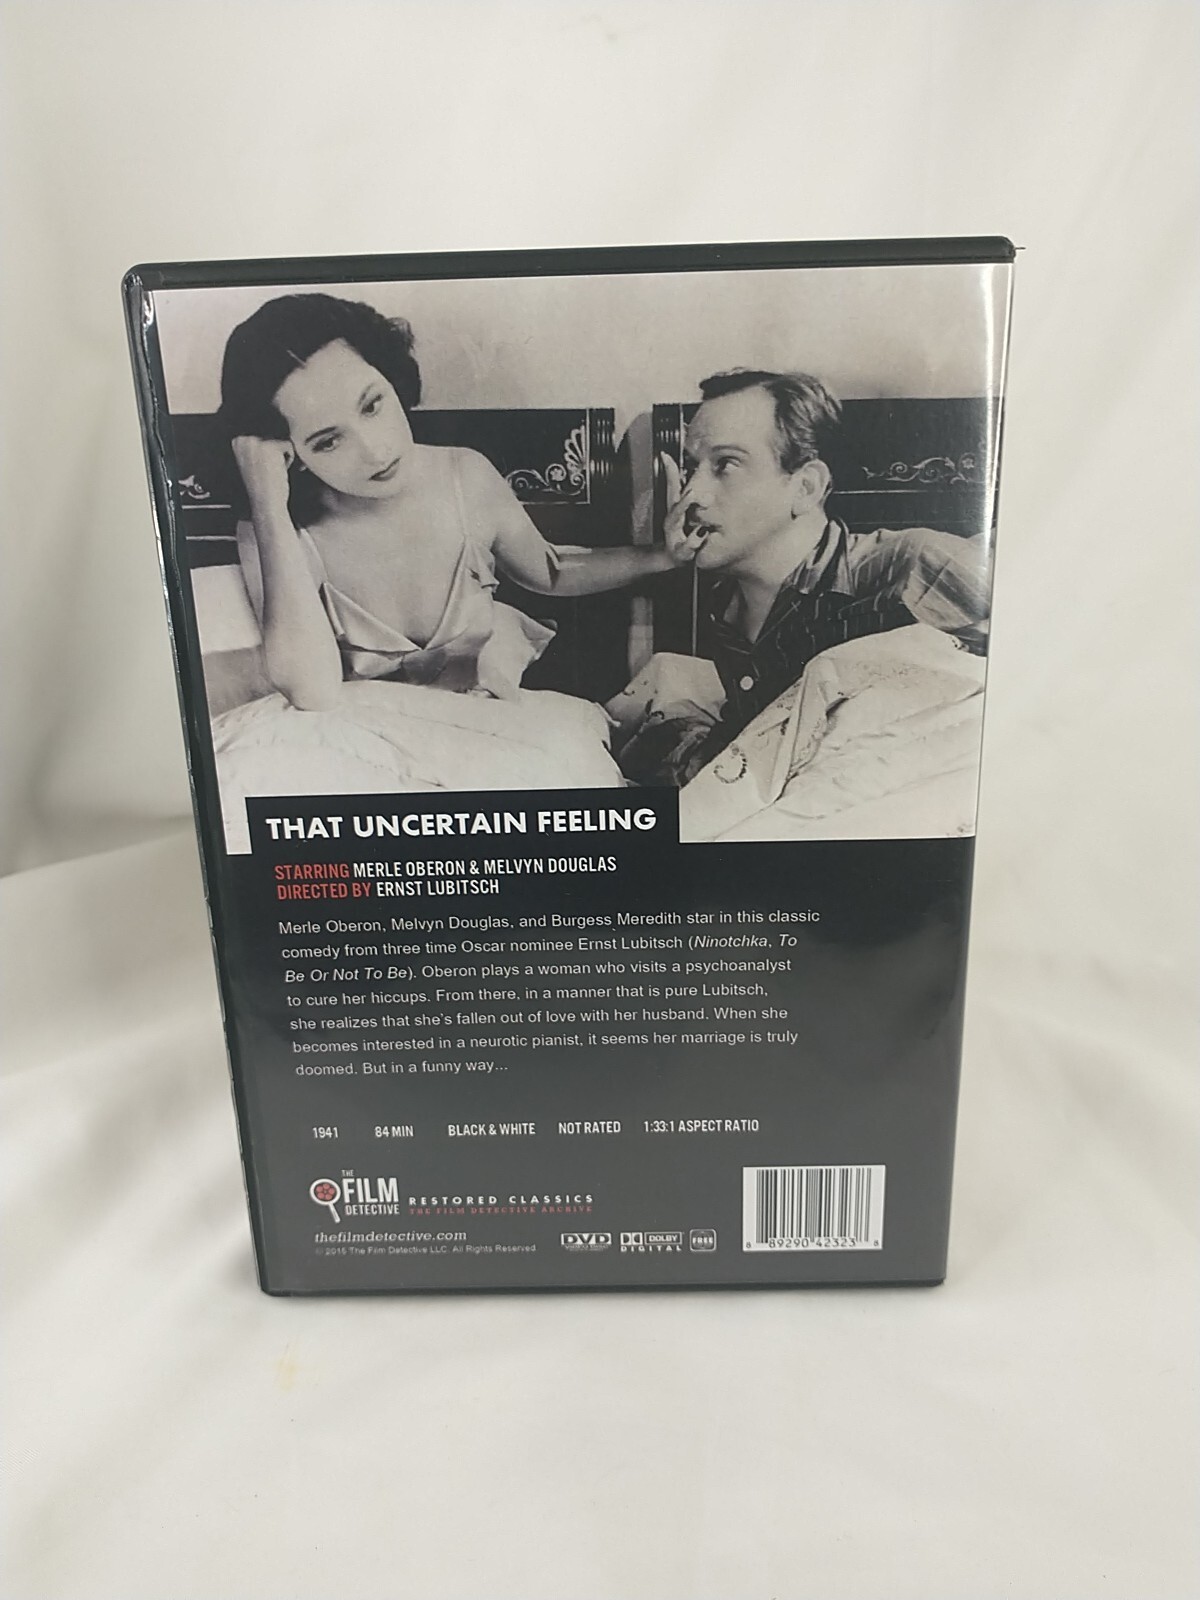 THAT UNCERTAIN FEELING
STARRING MERLE OBERON & MELVYN DOUGLAS
DIRECTED BY ERNST LUBITSCH
Merle Oberon, Melvyn Douglas, and Burgess Meredith star in this classic
comedy from three time Oscar nominee Ernst Lubitsch (Ninotchka, To
Be Or Not To Be). Oberon plays a woman who visits a psychoanalyst
to cure her hiccups. From there, in a manner that is pure Lubitsch,
she realizes that she's fallen out of love with her husband. When she
becomes interested in a neurotic pianist, it seems her marriage is truly
doomed. But in a funny way...
1941 84 MIN BLACK & WHITE NOT RATED 1:33:1 ASPECT RATIO
THE
FILM
DETECTIVE
RESTORED CLASSICS
THE FILM DETECTIVE ARCHIVE
thefilmdetective.com
© 2015 The Film Detective LLC. All Rights Reserved
DVD
DOLBY
DIGITAL
FREE
8 89290 42323 8